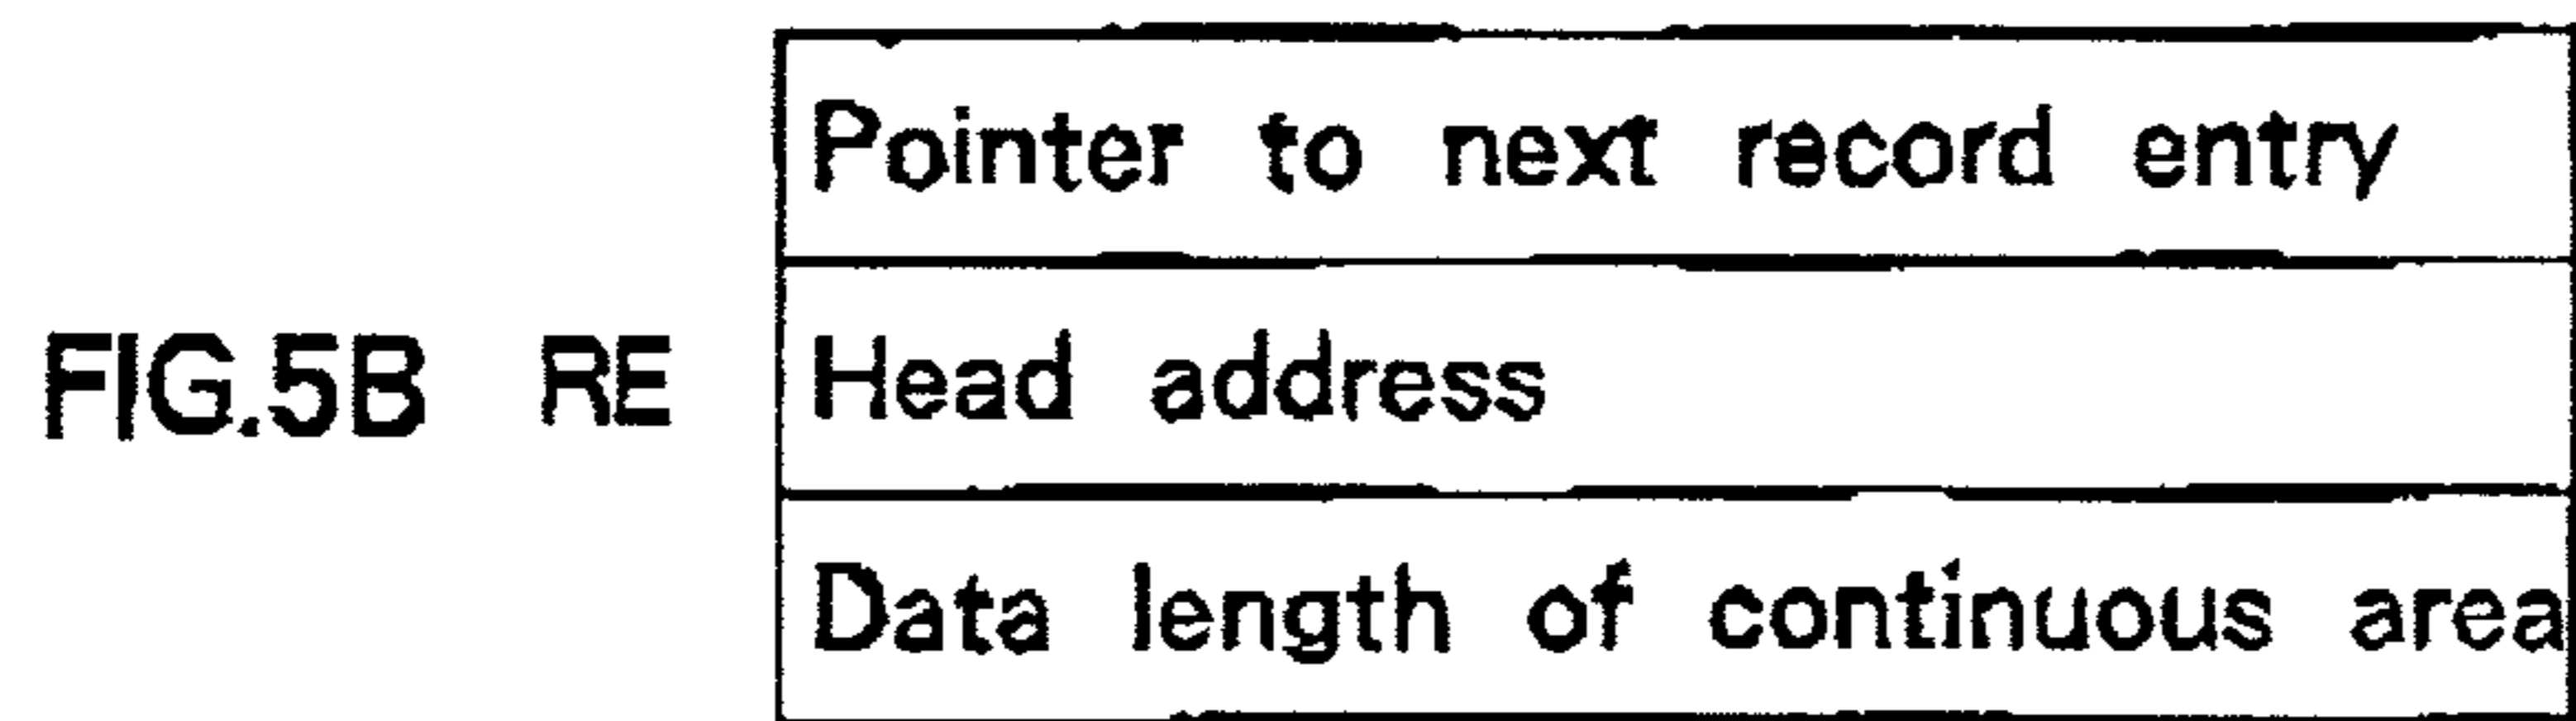 Pointer to next record entry
FIG.5B RE
Head address
Data length of continuous area